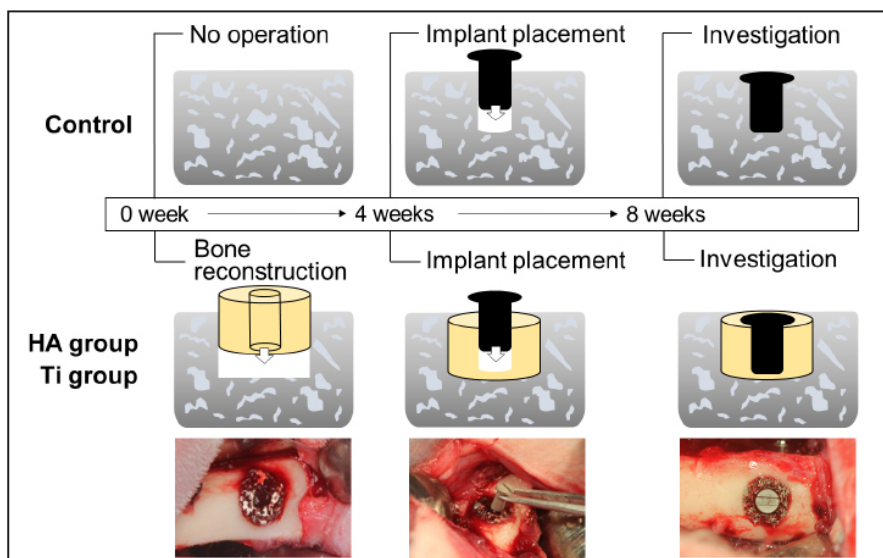 No operation
Implant placement
Investigation
Control
0 week
4 weeks
8 weeks
Bone
reconstruction
Implant placement
Investigation
HA group
Ti group